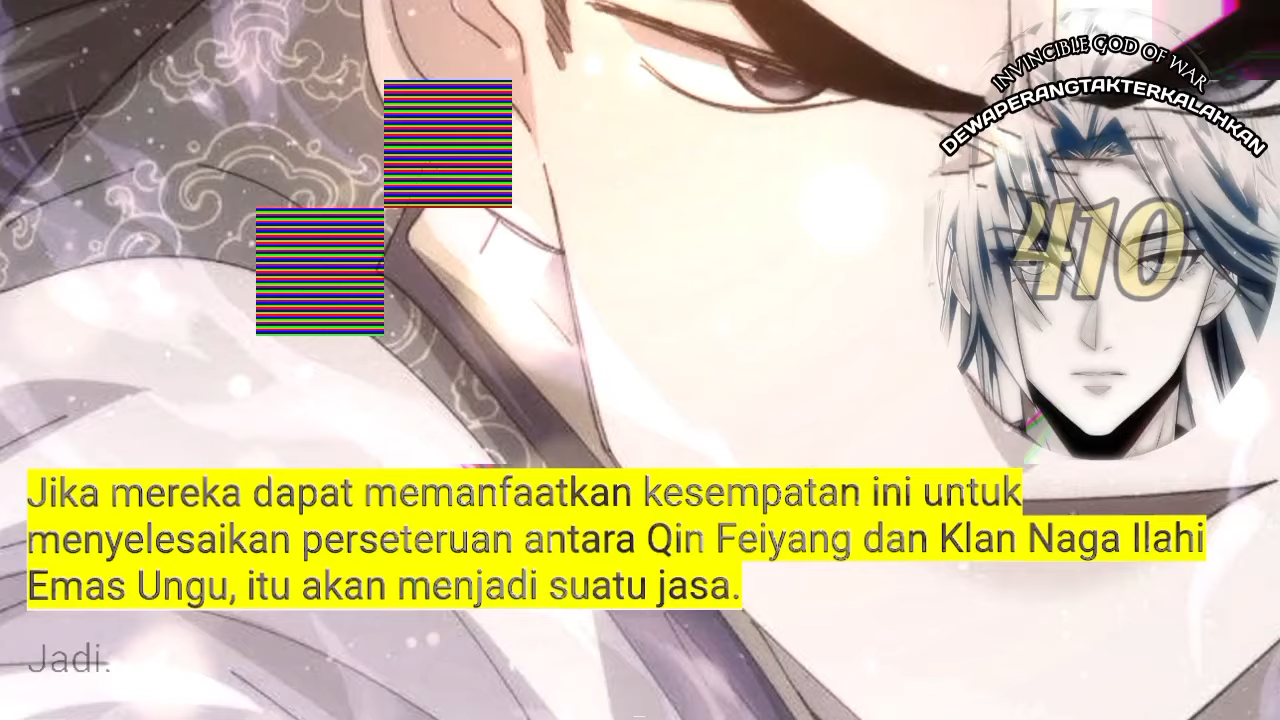 INVINCIBLE GOD OF WAR
DEWAPERANGTAKTERKALAHKAN
410
Jika mereka dapat memanfaatkan kesempatan ini untuk
menyelesaikan perseteruan antara Qin Feiyang dan Klan Naga Ilahi
Emas Ungu, itu akan menjadi suatu jasa.
Jadi.